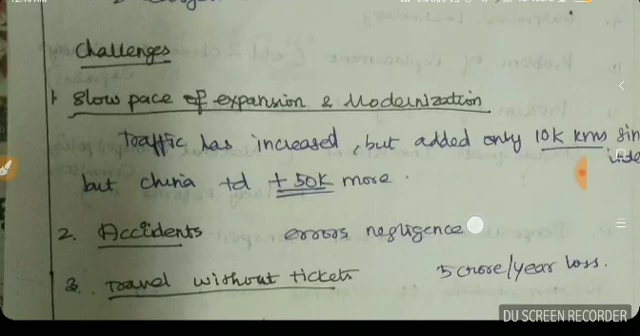 Challenges
1 Slow pace of expansion & Modernization
Traffic has increased, but added only 10k kms sin
but China td + 50k more.
2. Accidents errors negligence
3. Travel without tickets 5 crore/year loss.
DU SCREEN RECORDER